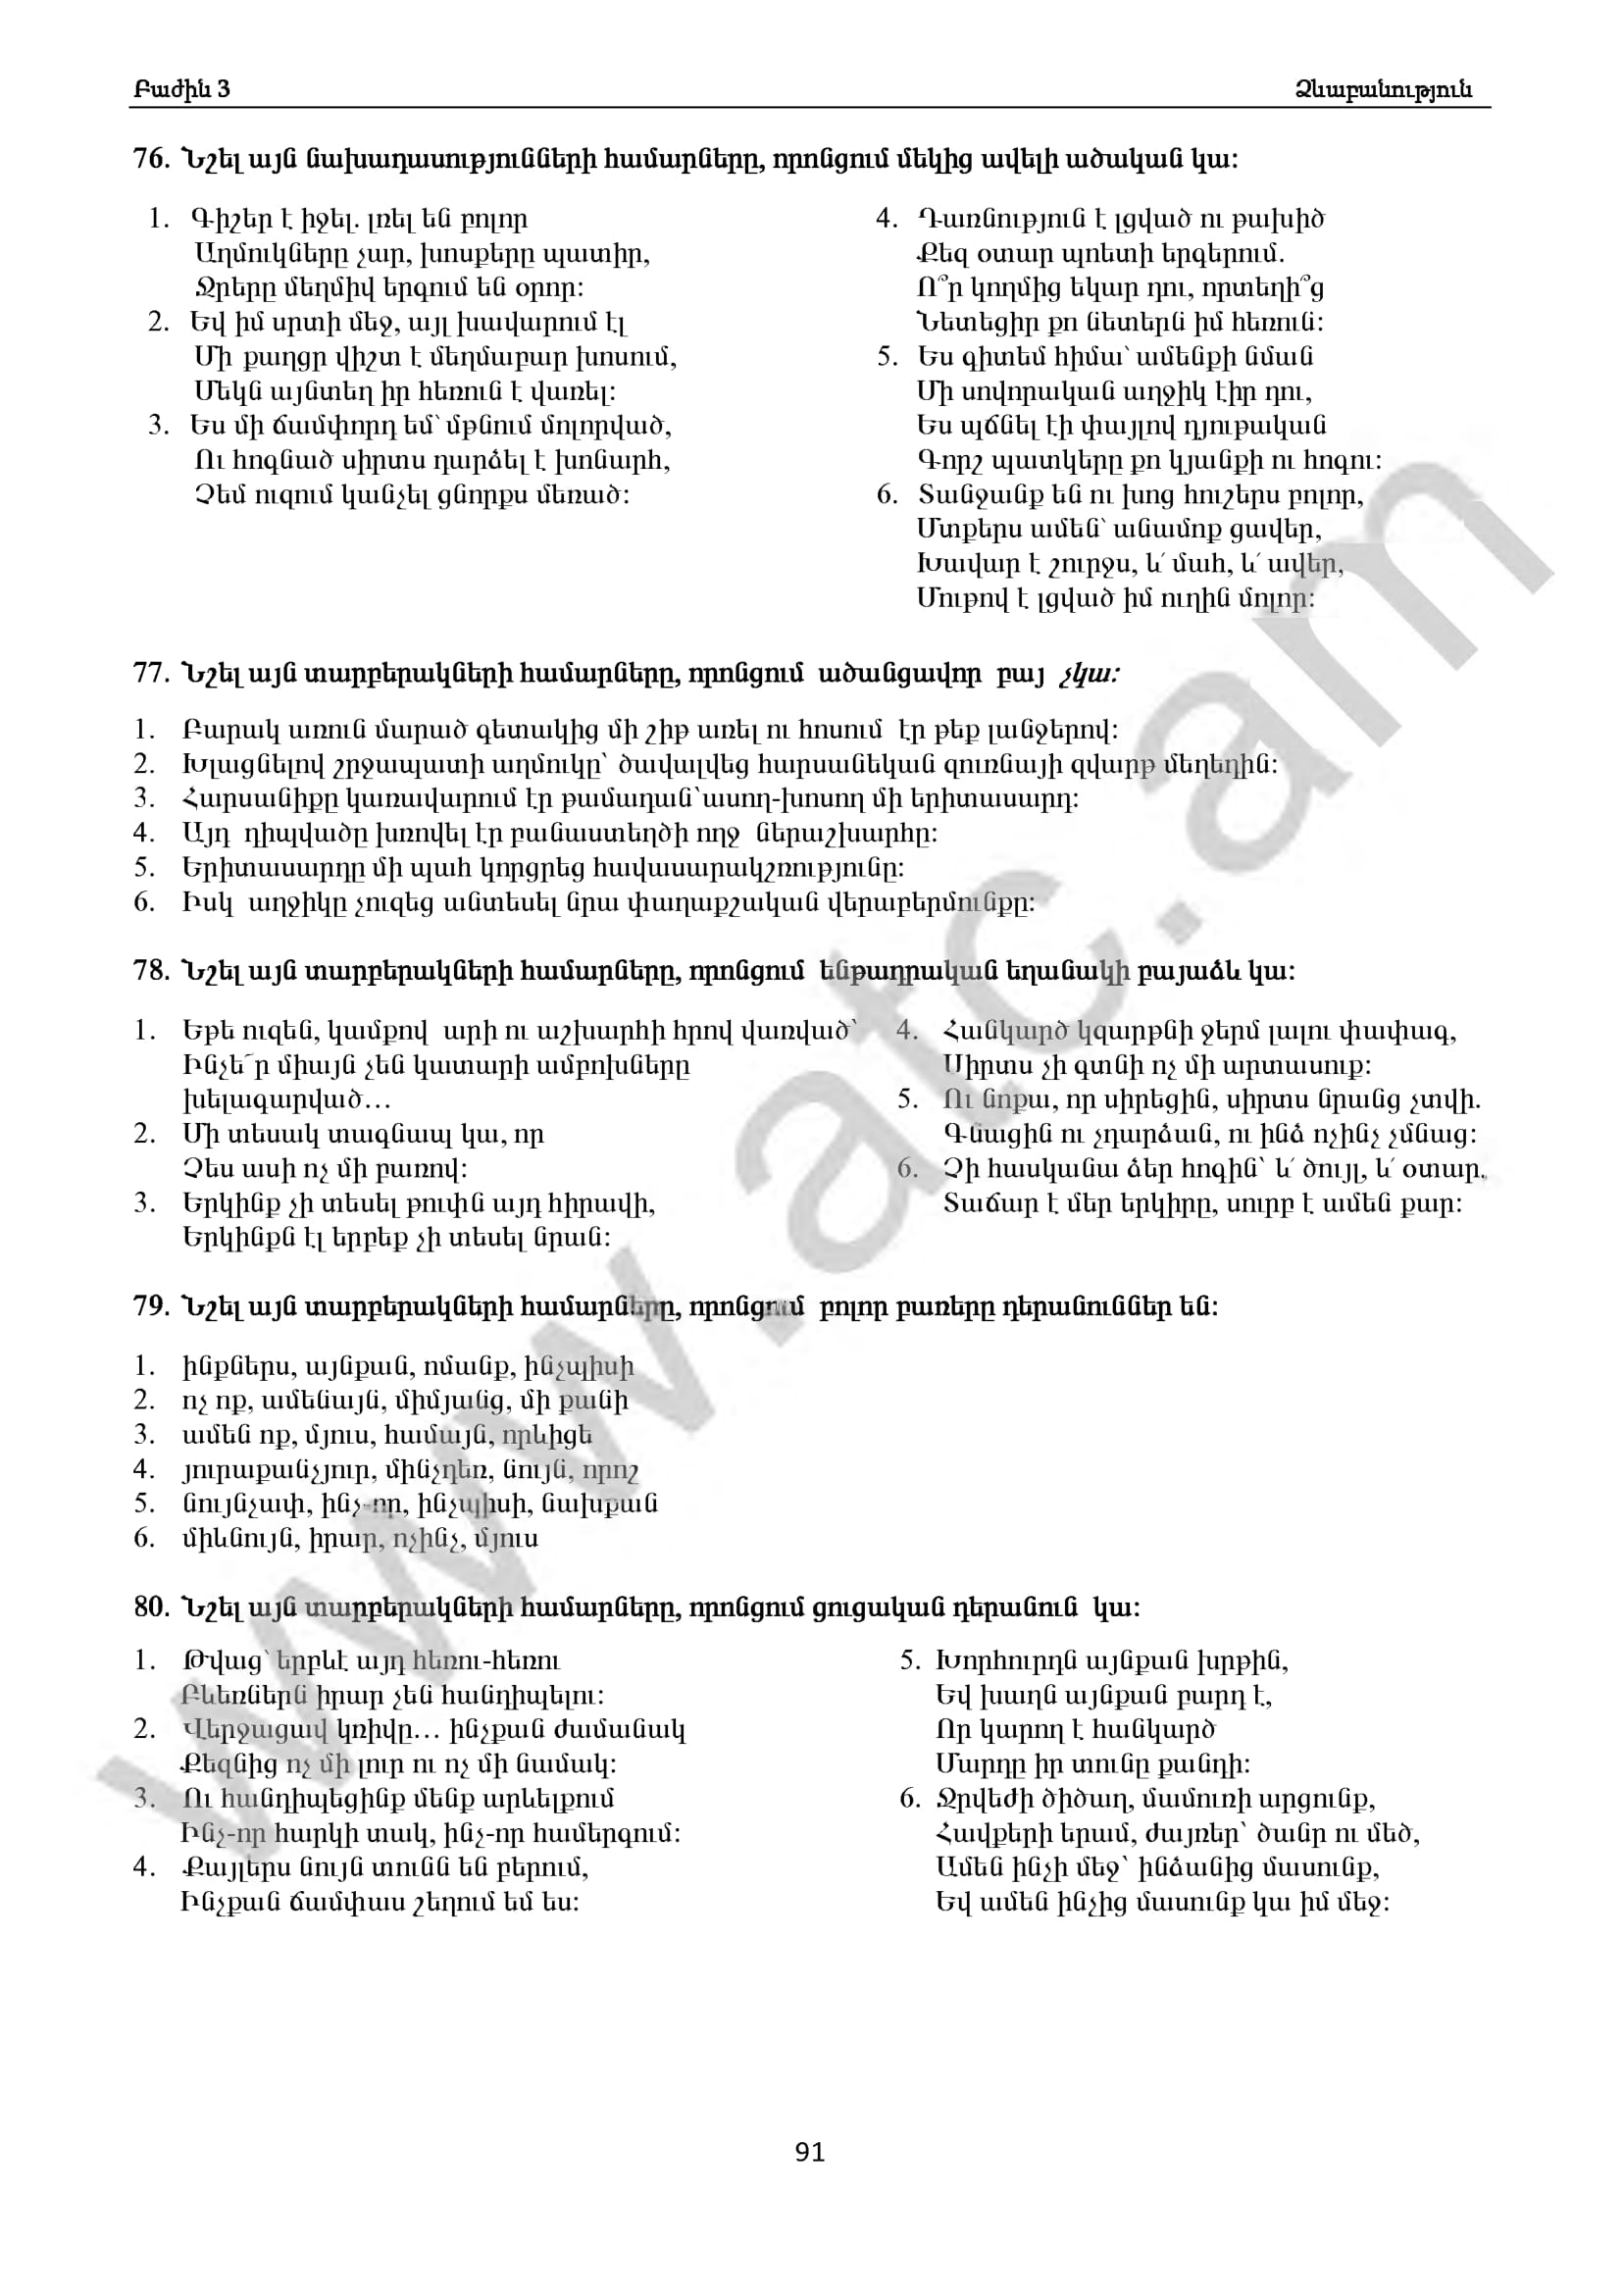 Բաժին 3
Ձևաբանություն
76. Նշել այն նախադասությունների համարները, որոնցում մեկից ավելի ածական կա:
1. Գիշեր է իջել. լռել են բոլոր
Աղմուկները չար, խոսքերը պատիր,
Ջրերը մեղմիվ երգում են օրոր:
2. Եվ իմ սրտի մեջ, այլ խավարում էլ
Մի քաղցր վիշտ է մեղմաբար խոսում,
Մեկն այնտեղ իր հեռուն է վառել:
3. Ես մի ճամփորդ եմ՝ մթնում մոլորված,
Ու հոգնած սիրտս դարձել է խոնարհ,
Չեմ ուզում կանչել ցնորքս մեռած:
4. Դառնություն է լցված ու թախիծ
Քեզ օտար պոետի երգերում.
Ո՞ր կողմից եկար դու, որտեղի՞ց
Նետեցիր քո նետերն իմ հեռուն:
5. Ես գիտեմ հիմա՝ ամենքի նման
Մի սովորական աղջիկ էիր դու,
Ես պճնել էի փայլով դյութական
Գորշ պատկերը քո կյանքի ու հոգու:
6. Տանջանք են ու խոց հուշերս բոլոր,
Մտքերս ամեն՝ անամոք ցավեր,
Խավար է շուրջս, և՛ մահ, և՛ ավեր,
Մութով է լցված իմ ուղին մոլոր:
77. Նշել այն տարբերակների համարները, որոնցում ածանցավոր բայ չկա:
1. Բարակ առուն մարած գետակից մի շիթ առել ու հոսում էր թեք լանջերով:
2. Խլացնելով շրջապատի աղմուկը՝ ծավալվեց հարսանեկան զուռնայի զվարթ մեղեդին:
3. Հարսանիքը կառավարում էր թամադան՝ասող-խոսող մի երիտասարդ:
4. Այդ դիպվածը խռովել էր բանաստեղծի ողջ ներաշխարհը:
5. Երիտասարդը մի պահ կորցրեց հավասարակշռությունը:
6. Իսկ աղջիկը չուզեց անտեսել նրա փաղաքշական վերաբերմունքը:
78. Նշել այն տարբերակների համարները, որոնցում ենթադրական եղանակի բայաձև կա:
1. Եթե ուզեն, կամքով արի ու աշխարհի հրով վառված՝
Ինչե՜ր միայն չեն կատարի ամբոխները
խելագարված…
2. Մի տեսակ տագնապ կա, որ
Չես ասի ոչ մի բառով:
3. Երկինք չի տեսել թուփն այդ հիրավի,
Երկինքն էլ երբեք չի տեսել նրան:
4. Հանկարծ կզարթնի ջերմ լալու փափագ,
Սիրտս չի գտնի ոչ մի արտասուք:
5. Ու նոքա, որ սիրեցին, սիրտս նրանց չտվի.
Գնացին ու չդարձան, ու ինձ ոչինչ չմնաց:
6. Չի հասկանա ձեր հոգին՝ և՛ ծույլ, և՛ օտար.
Տաճար է մեր երկիրը, սուրբ է ամեն քար:
79. Նշել այն տարբերակների համարները, որոնցում բոլոր բառերը դերանուններ են:
1. ինքներս, այնքան, ոմանք, ինչպիսի
2. ոչ ոք, ամենայն, միմյանց, մի քանի
3. ամեն ոք, մյուս, համայն, որևիցե
4. յուրաքանչյուր, մինչդեռ, նույն, որոշ
5. նույնչափ, ինչ-որ, ինչպիսի, նախքան
6. միևնույն, իրար, ոչինչ, մյուս
80. Նշել այն տարբերակների համարները, որոնցում ցուցական դերանուն կա:
1. Թվաց՝ երբևէ այդ հեռու-հեռու
Բևեռներն իրար չեն հանդիպելու:
2. Վերջացավ կռիվը… ինչքան ժամանակ
Քեզնից ոչ մի լուր ու ոչ մի նամակ:
3. Ու հանդիպեցինք մենք արևելքում
Ինչ-որ հարկի տակ, ինչ-որ համերգում:
4. Քայլերս նույն տունն են բերում,
Ինչքան ճամփաս շեղում եմ ես:
5. Խորհուրդն այնքան խրթին,
Եվ խաղն այնքան բարդ է,
Որ կարող է հանկարծ
Մարդը իր տունը քանդի:
6. Ջրվեժի ծիծաղ, մամուռի արցունք,
Հավքերի երամ, ժայռեր՝ ծանր ու մեծ,
Ամեն ինչի մեջ՝ ինձանից մասունք,
Եվ ամեն ինչից մասունք կա իմ մեջ:
www.atc.am
91